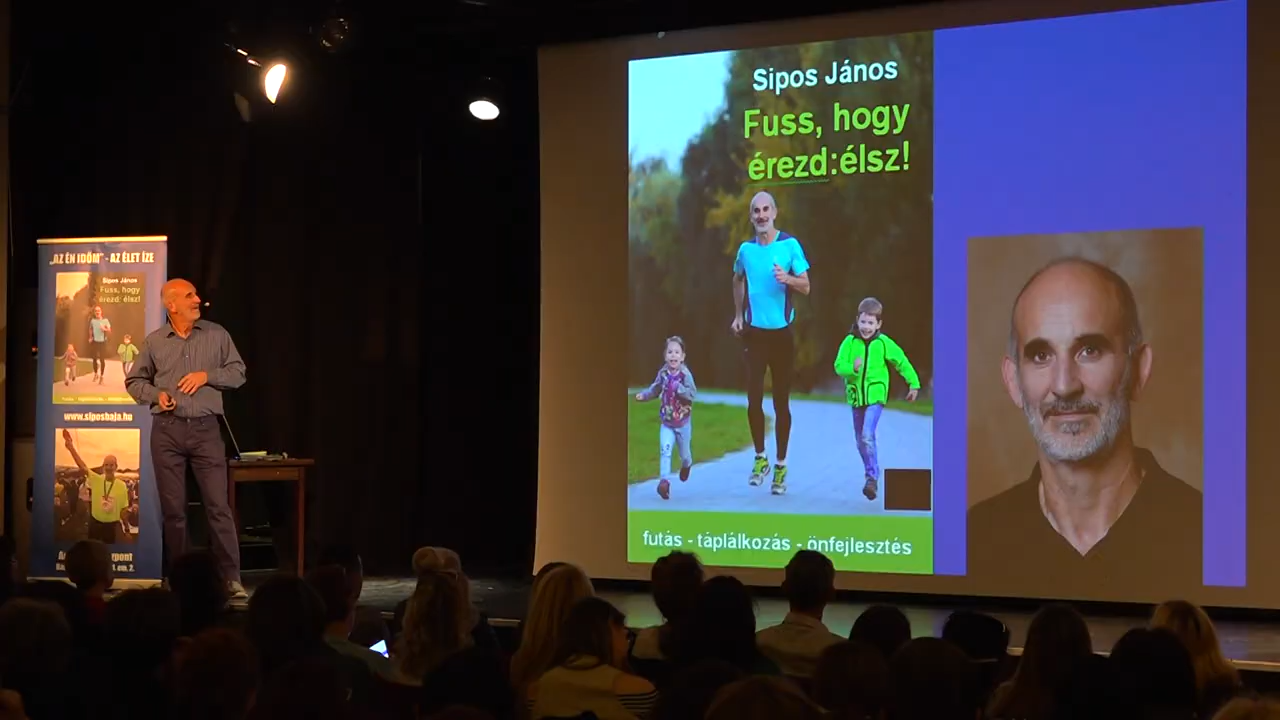 Sipos János
Fuss, hogy
érezd:élsz!
futás - táplálkozás - önfejlesztés
„AZ ÉN IDŐM" - AZ ÉLET ÍZE
Sipos János
Fuss, hogy
érezd: élsz!
www.siposbaja.hu